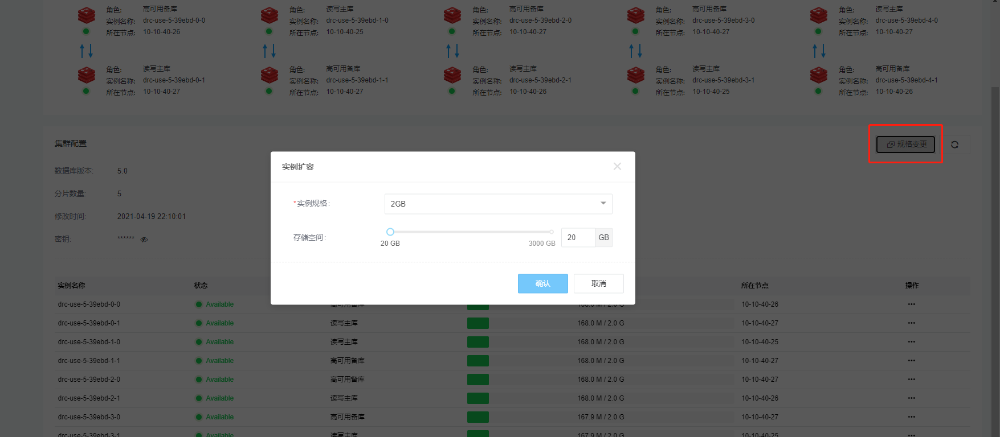 角色: 高可用备库 角色: 读写主库 角色: 高可用备库 角色: 高可用备库 角色: 读写主库
实例名称: drc-use-5-39ebd-0-0 实例名称: drc-use-5-39ebd-1-0 实例名称: drc-use-5-39ebd-2-0 实例名称: drc-use-5-39ebd-3-0 实例名称: drc-use-5-39ebd-4-0
所在节点: 10-10-40-26 所在节点: 10-10-40-25 所在节点: 10-10-40-27 所在节点: 10-10-40-27 所在节点: 10-10-40-27
角色: 读写主库 角色: 高可用备库 角色: 读写主库 角色: 读写主库 角色: 高可用备库
实例名称: drc-use-5-39ebd-0-1 实例名称: drc-use-5-39ebd-1-1 实例名称: drc-use-5-39ebd-2-1 实例名称: drc-use-5-39ebd-3-1 实例名称: drc-use-5-39ebd-4-1
所在节点: 10-10-40-27 所在节点: 10-10-40-27 所在节点: 10-10-40-26 所在节点: 10-10-40-25 所在节点: 10-10-40-26
集群配置 规格变更
数据库版本: 5.0
分片数量: 5
修改时间: 2021-04-19 22:10:01
密钥: ******
实例扩容
*实例规格: 2GB
存储空间: 20 GB
20 GB 3000 GB
确认 取消
实例名称 状态 所在节点 操作
drc-use-5-39ebd-0-0 Available 高可用备库 168.0 M / 2.0 G 10-10-40-26 •••
drc-use-5-39ebd-0-1 Available 读写主库 168.0 M / 2.0 G 10-10-40-27 •••
drc-use-5-39ebd-1-0 Available 读写主库 168.0 M / 2.0 G 10-10-40-25 •••
drc-use-5-39ebd-1-1 Available 高可用备库 168.0 M / 2.0 G 10-10-40-27 •••
drc-use-5-39ebd-2-0 Available 高可用备库 168.0 M / 2.0 G 10-10-40-27 •••
drc-use-5-39ebd-2-1 Available 读写主库 168.0 M / 2.0 G 10-10-40-26 •••
drc-use-5-39ebd-3-0 Available 高可用备库 167.9 M / 2.0 G 10-10-40-27 •••
drc-use-5-39ebd-3-1 Available 读写主库 167.9 M / 2.0 G 10-10-40-25 •••